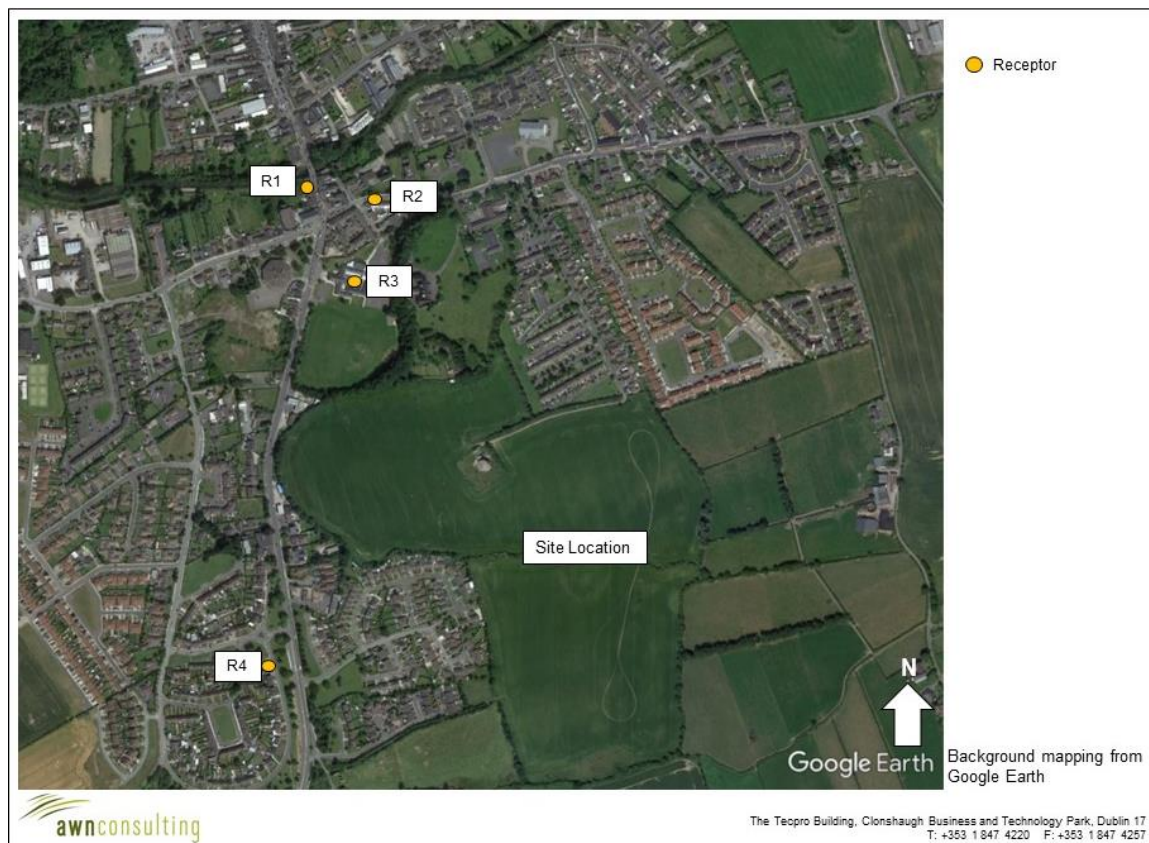 Receptor
R1
R2
R3
Site Location
R4
N
Google Earth
Background mapping from
Google Earth
awnconsulting
The Tecpro Building, Clonshaugh Business and Technology Park, Dublin 17
T: +353 1 847 4220 F: +353 1 847 4257